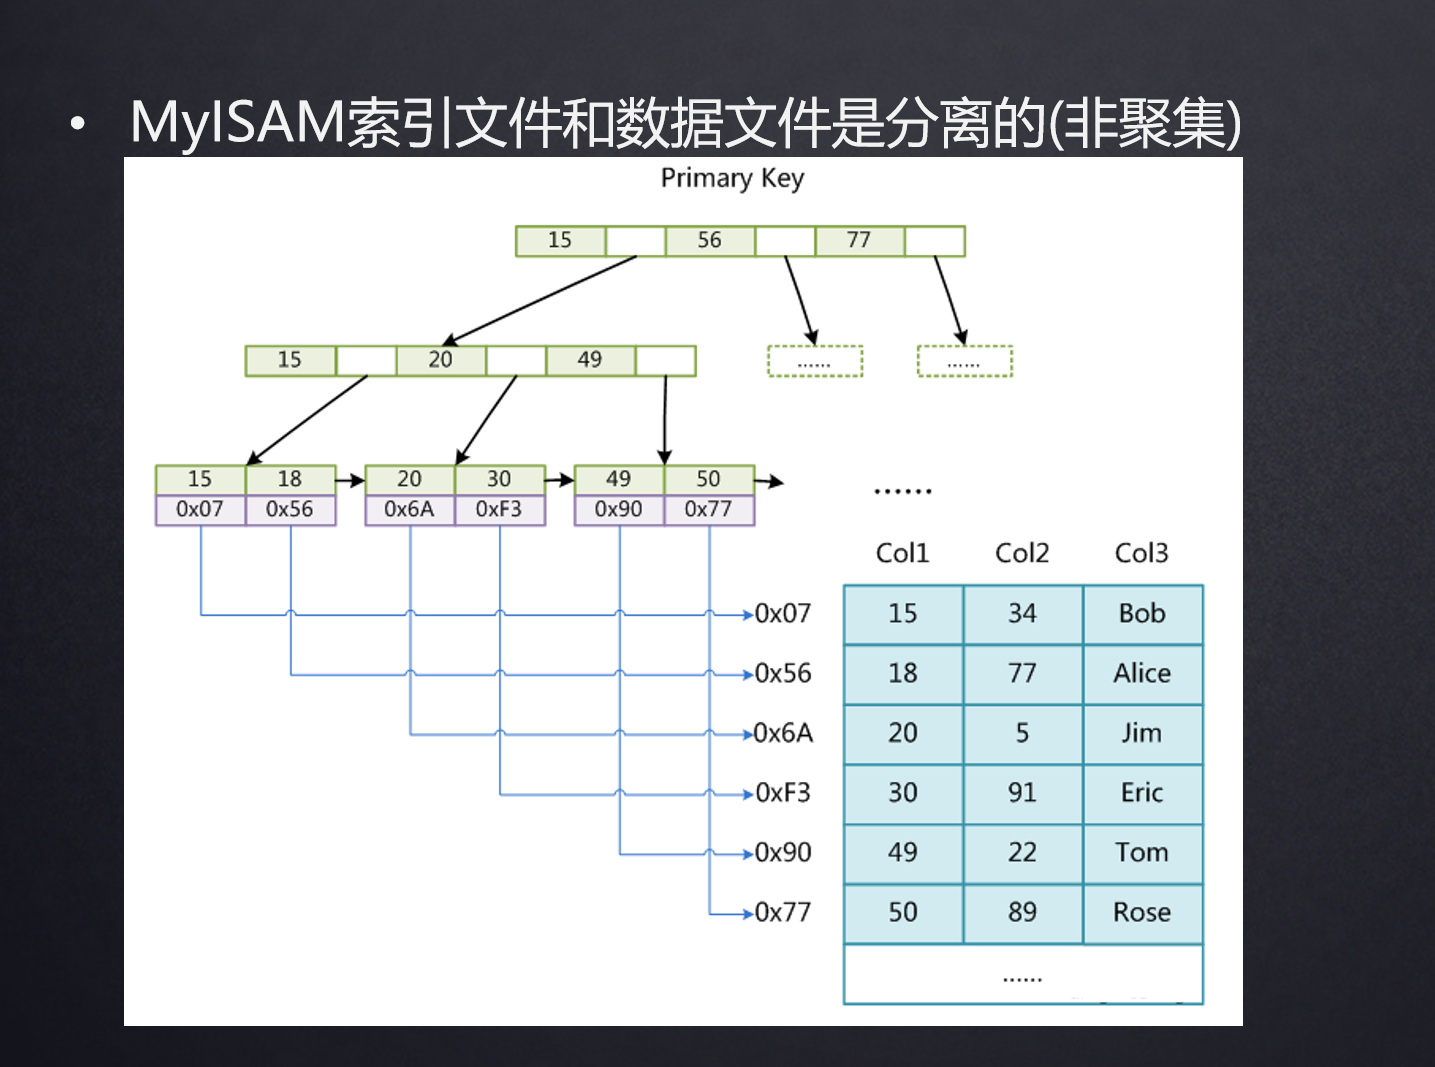 • MyISAM索引文件和数据文件是分离的(非聚集)
Primary Key
15 56 77
15 20 49 ...... ......
15 18 20 30 49 50 ......
0x07 0x56 0x6A 0xF3 0x90 0x77
Col1 Col2 Col3
0x07 15 34 Bob
0x56 18 77 Alice
0x6A 20 5 Jim
0xF3 30 91 Eric
0x90 49 22 Tom
0x77 50 89 Rose
......